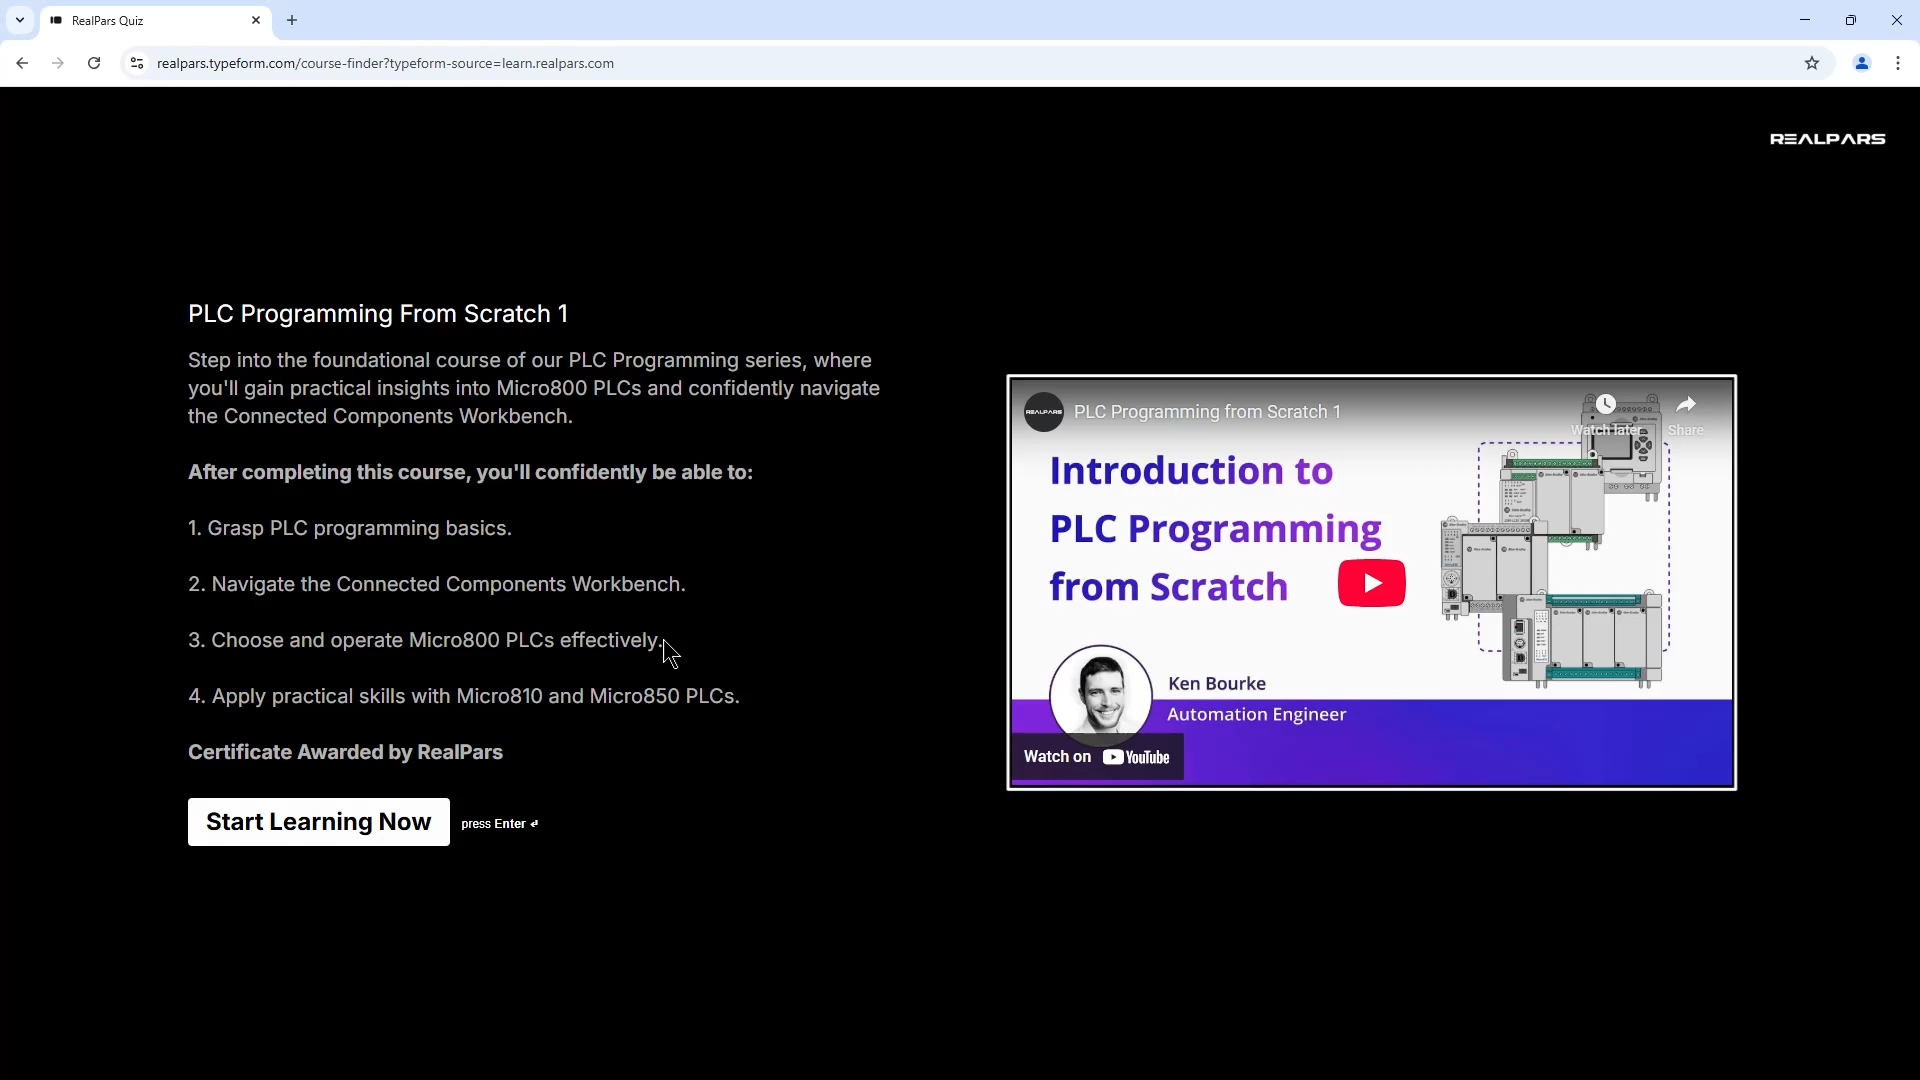 RealPars Quiz
realpars.typeform.com/course-finder?typeform-source=learn.realpars.com
REALPARS
PLC Programming From Scratch 1
Step into the foundational course of our PLC Programming series, where
you'll gain practical insights into Micro800 PLCs and confidently navigate
the Connected Components Workbench.
After completing this course, you'll confidently be able to:
1. Grasp PLC programming basics.
2. Navigate the Connected Components Workbench.
3. Choose and operate Micro800 PLCs effectively.
4. Apply practical skills with Micro810 and Micro850 PLCs.
Certificate Awarded by RealPars
Start Learning Now
press Enter ↵
REALPARS
PLC Programming from Scratch 1
Watch later
Share
Introduction to
PLC Programming
from Scratch
Ken Bourke
Automation Engineer
Watch on YouTube